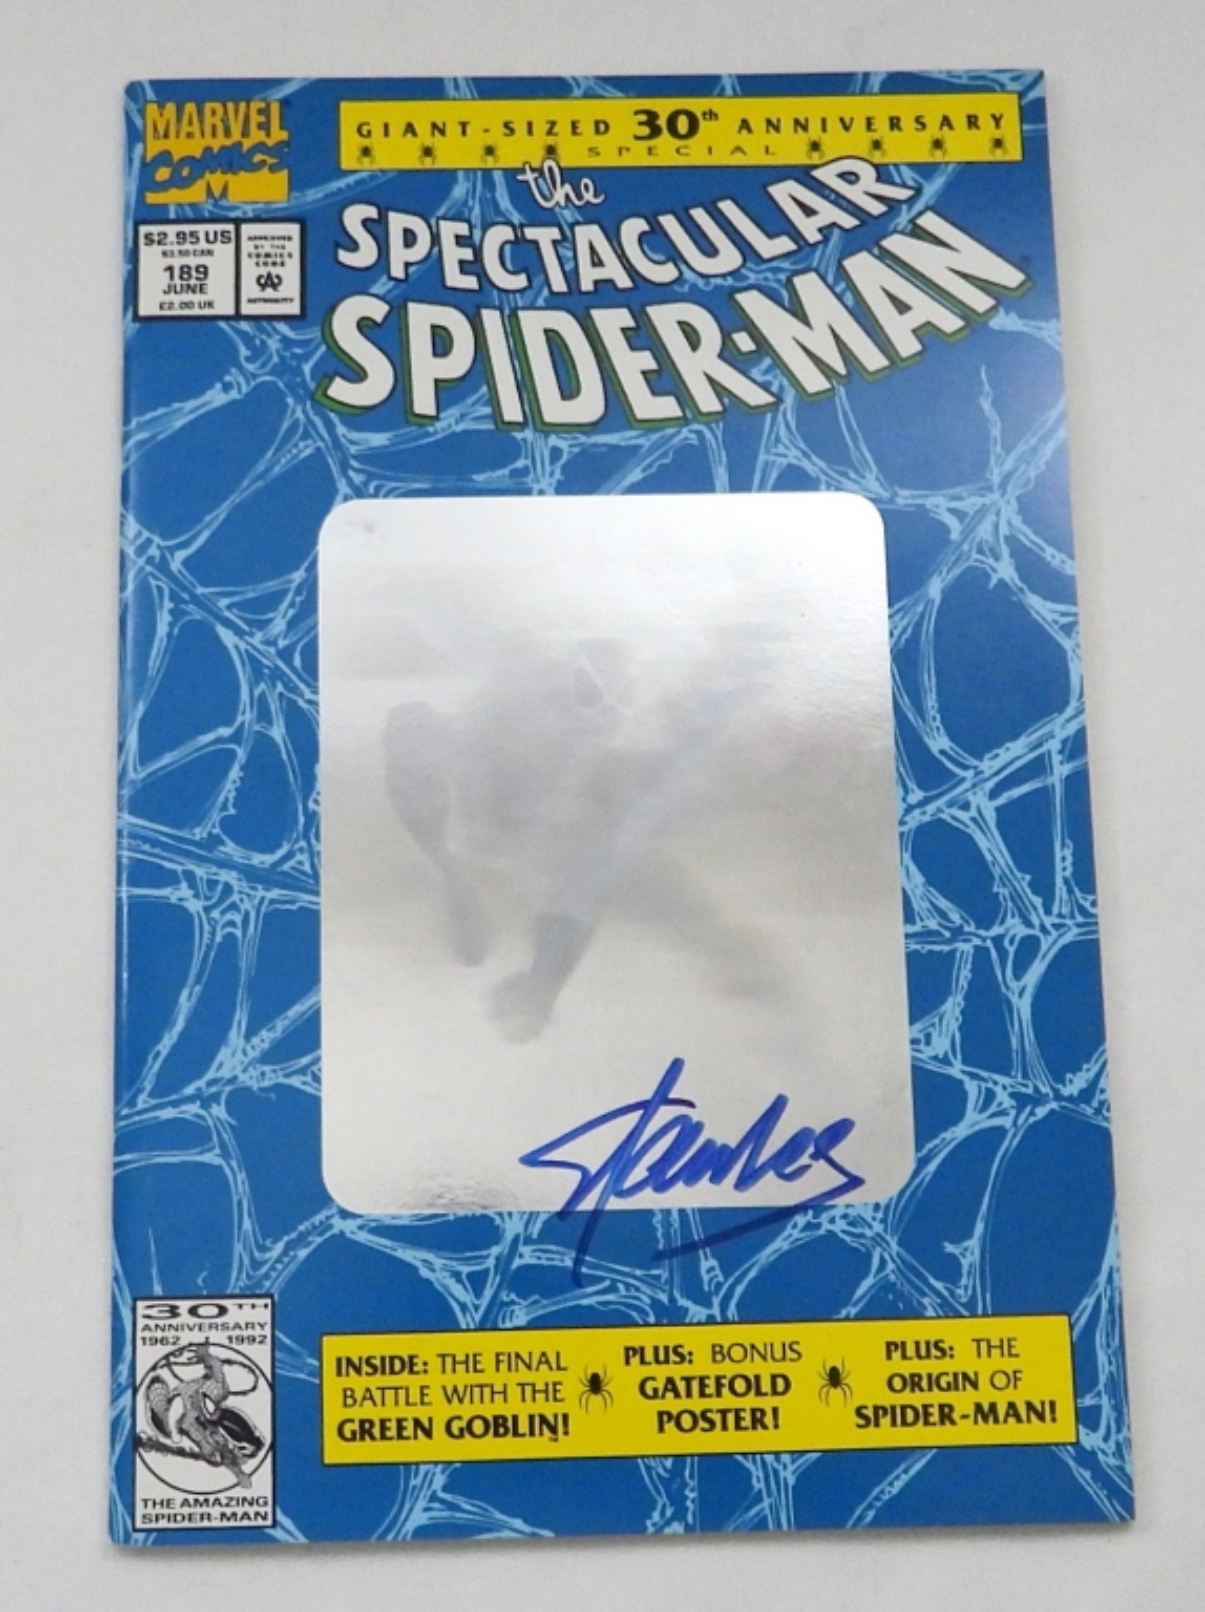 MARVEL
COMICS
M
GIANT-SIZED 30th ANNIVERSARY
SPECIAL
the
SPECTACULAR
SPIDER-MAN
$2.95 US
$3.50 CAN
189
JUNE
£2.00 UK
APPROVED
BY THE
COMICS
CODE
CA
AUTHORITY
Stan Lee
30TH
ANNIVERSARY
1962 1992
THE AMAZING
SPIDER-MAN
INSIDE: THE FINAL
BATTLE WITH THE
GREEN GOBLIN!
PLUS: BONUS
GATEFOLD
POSTER!
PLUS: THE
ORIGIN OF
SPIDER-MAN!